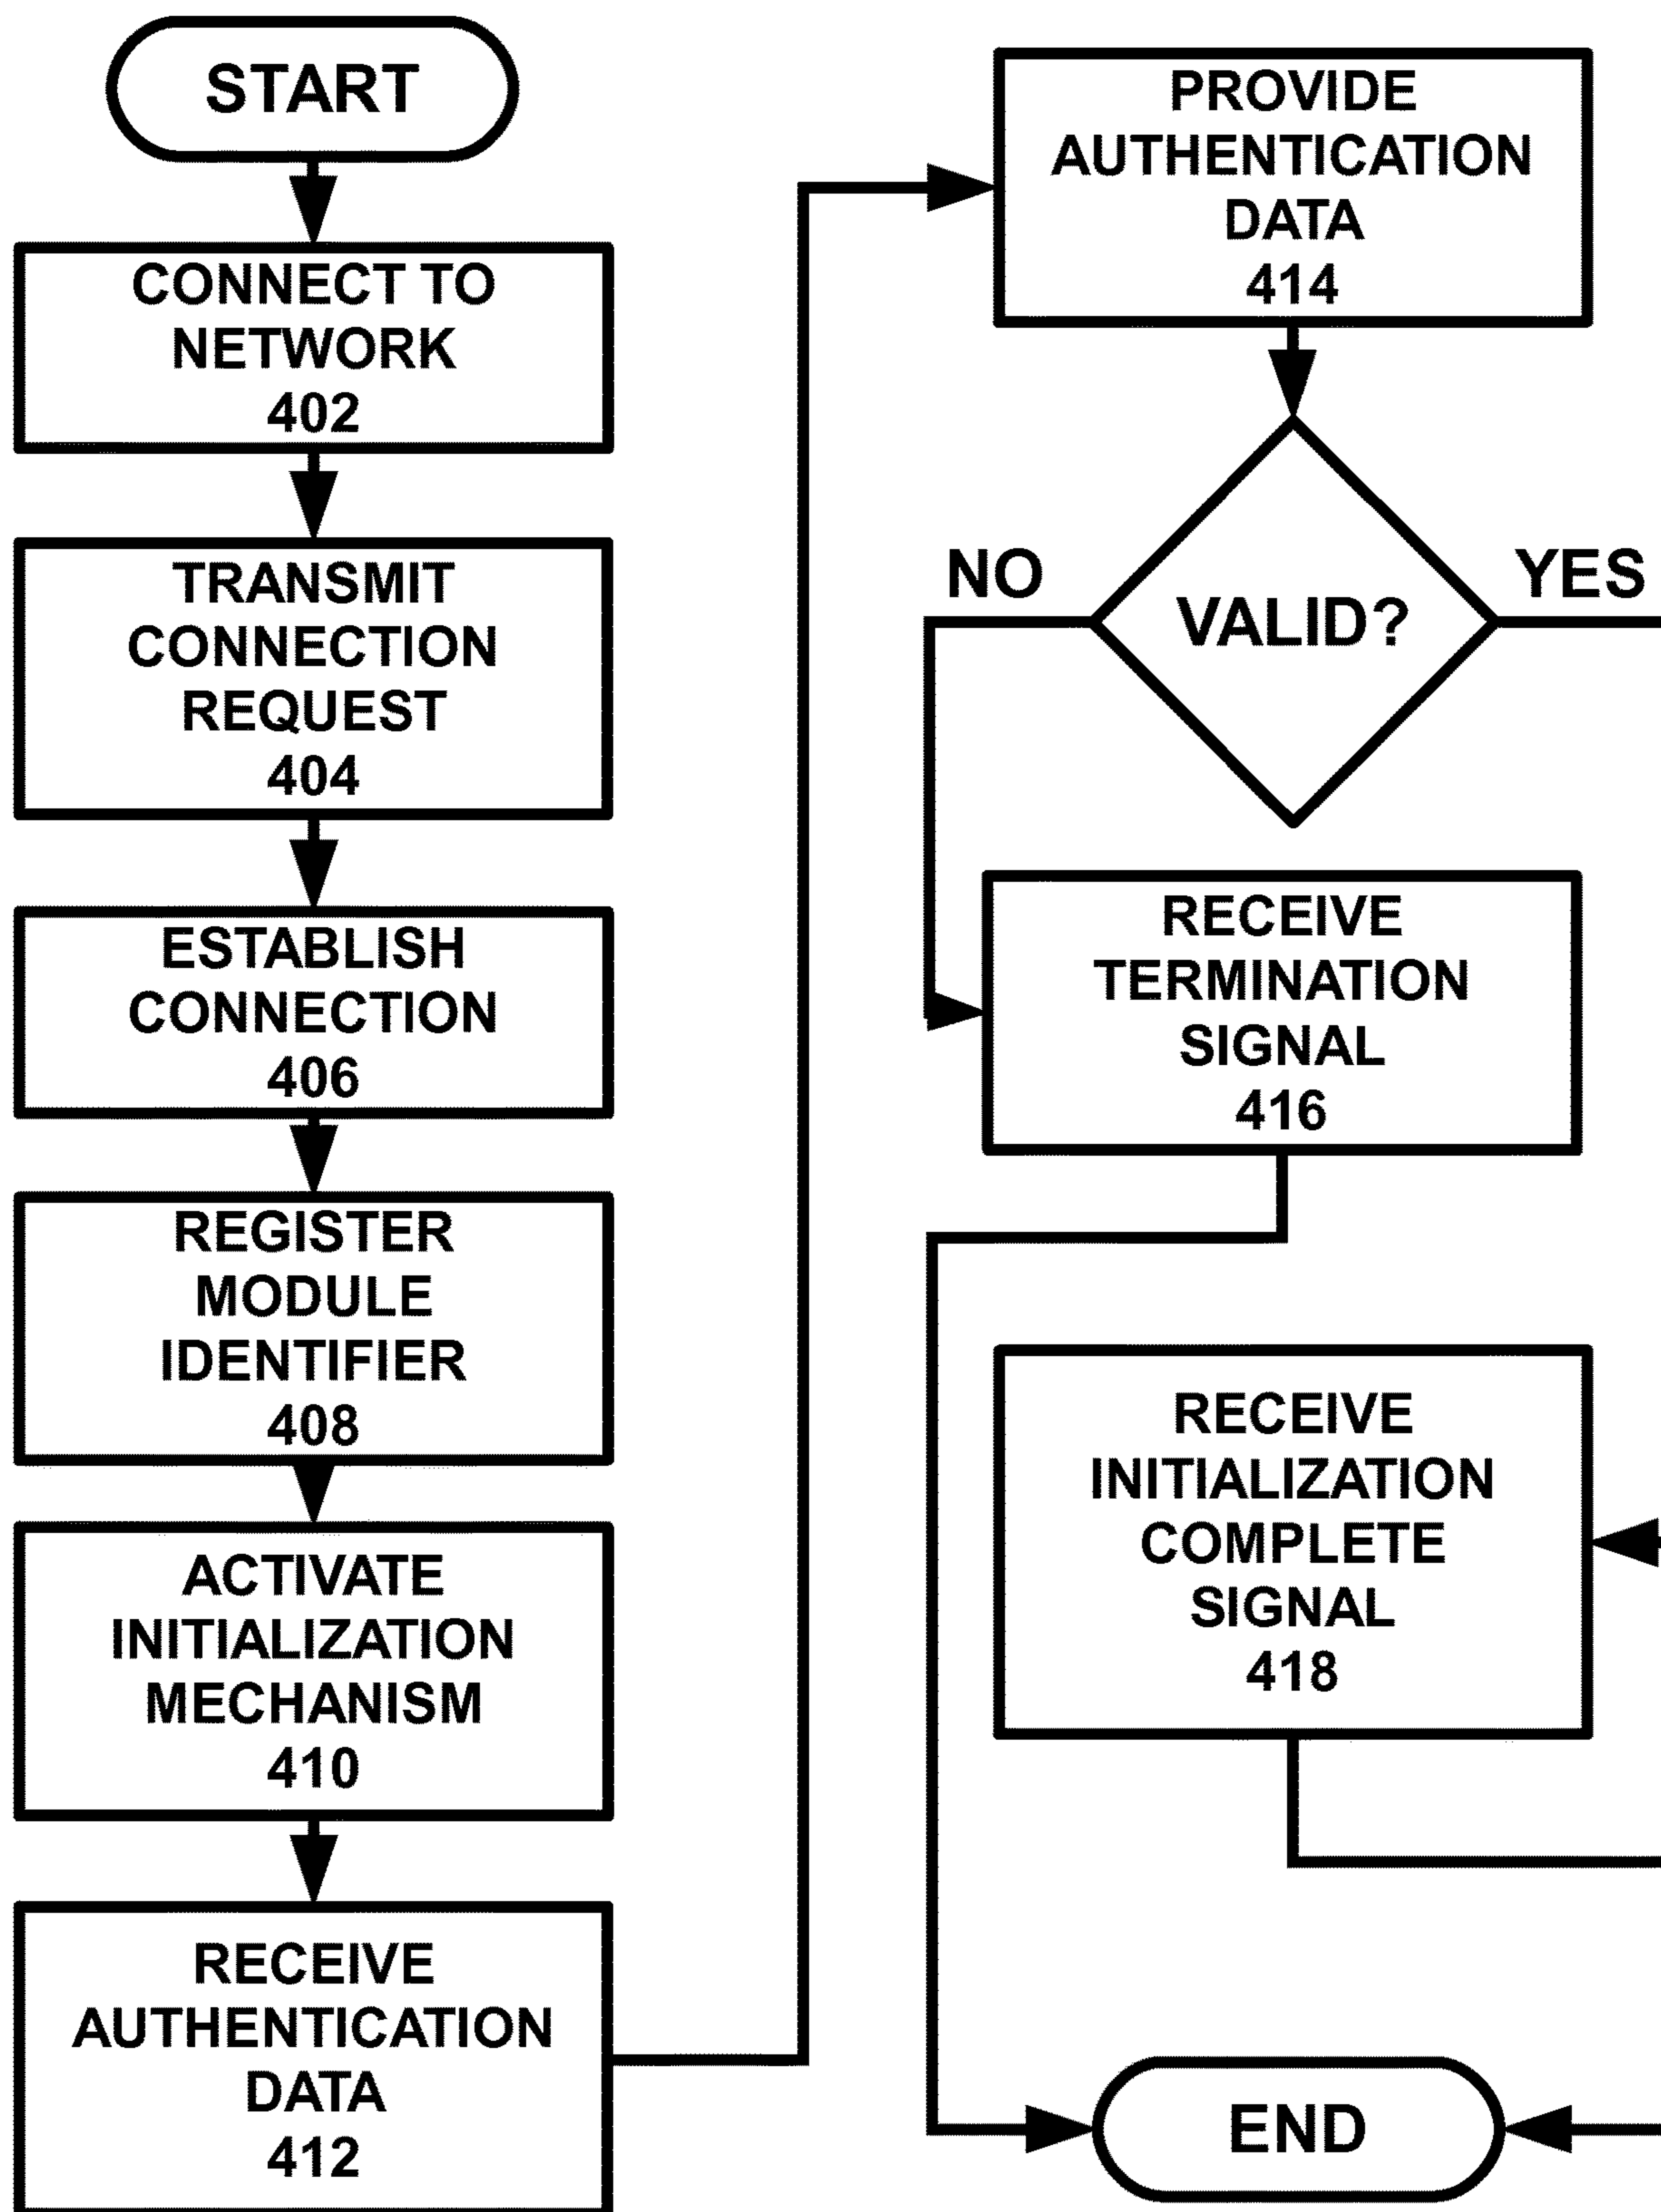 START
CONNECT TO
NETWORK
402
TRANSMIT
CONNECTION
REQUEST
404
ESTABLISH
CONNECTION
406
REGISTER
MODULE
IDENTIFIER
408
ACTIVATE
INITIALIZATION
MECHANISM
410
RECEIVE
AUTHENTICATION
DATA
412
PROVIDE
AUTHENTICATION
DATA
414
VALID?
NO
YES
RECEIVE
TERMINATION
SIGNAL
416
RECEIVE
INITIALIZATION
COMPLETE
SIGNAL
418
END